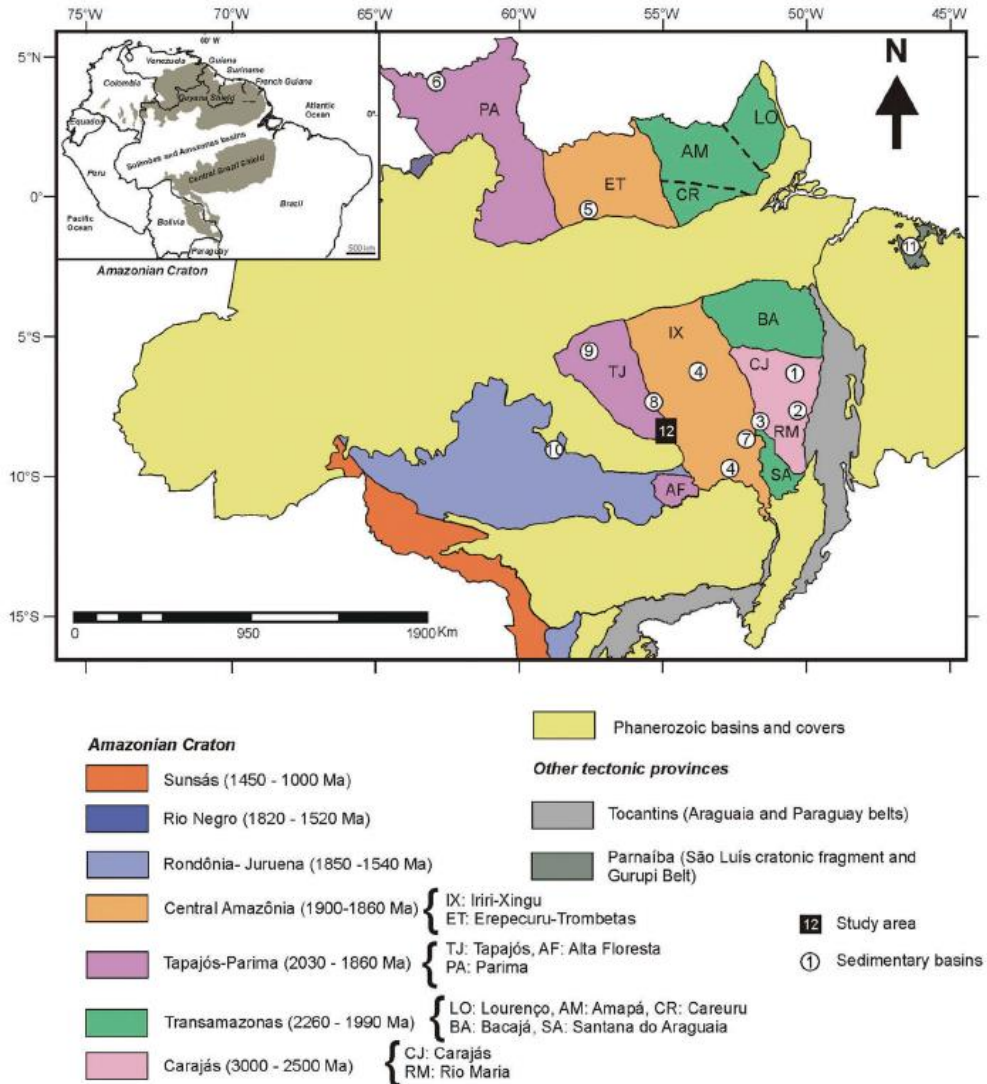 75°W 70°W 65°W 60°W 55°W 50°W 45°W
60° W
5°N
Venezuela
Guiana
Suriname
French Guiana
Colombia
Guyana Shield
Atlantic
Ocean
0°
Equador
Solimões and Amazonas basins
Central Brazil Shield
Peru
Brazil
Pacific
Ocean
Bolivia
Paraguay
500 km
Amazonian Craton
N
6
PA
LO
AM
ET
CR
0°
5
11
5°S
BA
IX
CJ
9
TJ
4
1
8
2
3
12
7
RM
10
4
SA
10°S
AF
15°S
0 950 1900 Km
Amazonian Craton
Sunsás (1450 - 1000 Ma)
Rio Negro (1820 - 1520 Ma)
Rondônia- Juruena (1850 -1540 Ma)
Central Amazônia (1900-1860 Ma)
IX: Iriri-Xingu
ET: Erepecuru-Trombetas
Tapajós-Parima (2030 - 1860 Ma)
TJ: Tapajós, AF: Alta Floresta
PA: Parima
Transamazonas (2260 - 1990 Ma)
LO: Lourenço, AM: Amapá, CR: Careuru
BA: Bacajá, SA: Santana do Araguaia
Carajás (3000 - 2500 Ma)
CJ: Carajás
RM: Rio Maria
Phanerozoic basins and covers
Other tectonic provinces
Tocantins (Araguaia and Paraguay belts)
Parnaíba (São Luís cratonic fragment and
Gurupi Belt)
12 Study area
1 Sedimentary basins